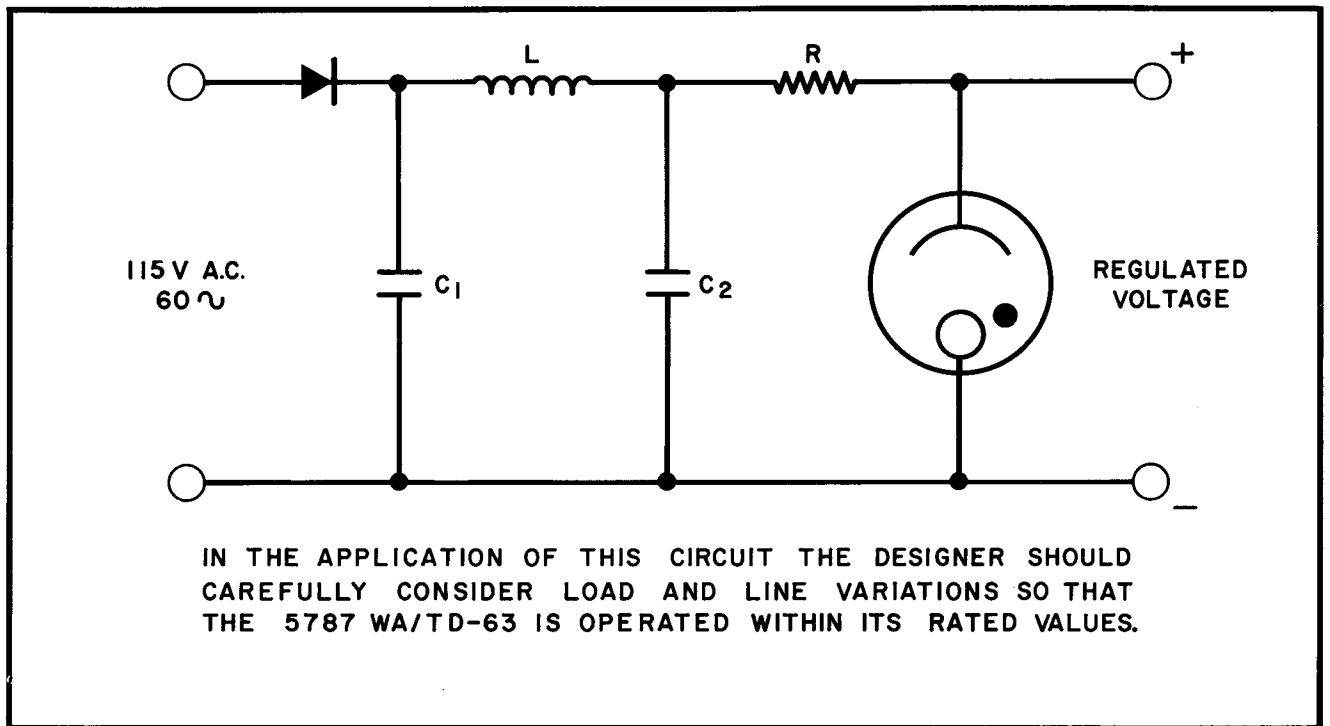 L
R
+
115 V A.C.
60 ∿
C1
C2
REGULATED
VOLTAGE
−
IN THE APPLICATION OF THIS CIRCUIT THE DESIGNER SHOULD
CAREFULLY CONSIDER LOAD AND LINE VARIATIONS SO THAT
THE 5787 WA/TD-63 IS OPERATED WITHIN ITS RATED VALUES.